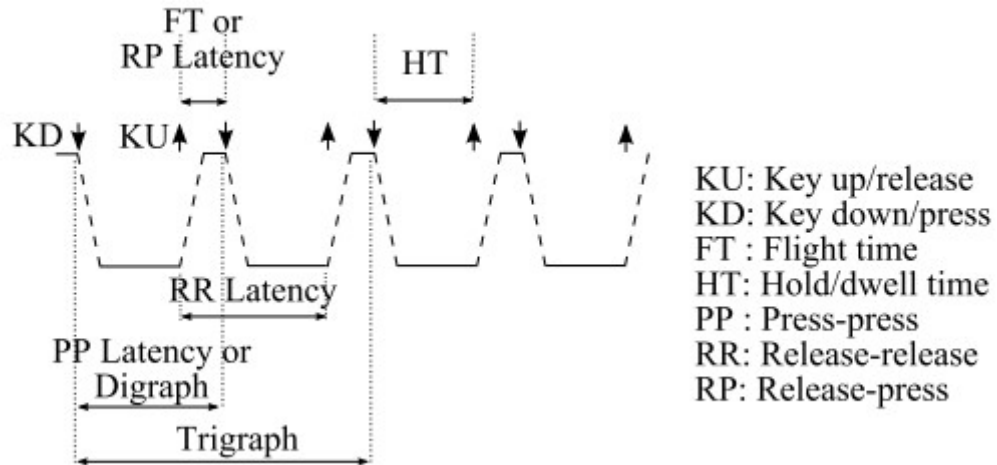 FT or
RP Latency
HT
KD
KU
RR Latency
PP Latency or
Digraph
Trigraph
KU: Key up/release
KD: Key down/press
FT : Flight time
HT: Hold/dwell time
PP : Press-press
RR: Release-release
RP: Release-press